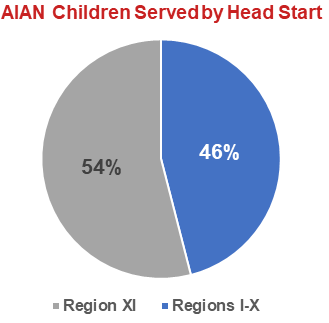 AIAN Children Served by Head Start
46%
54%
Region XI
Regions I-X